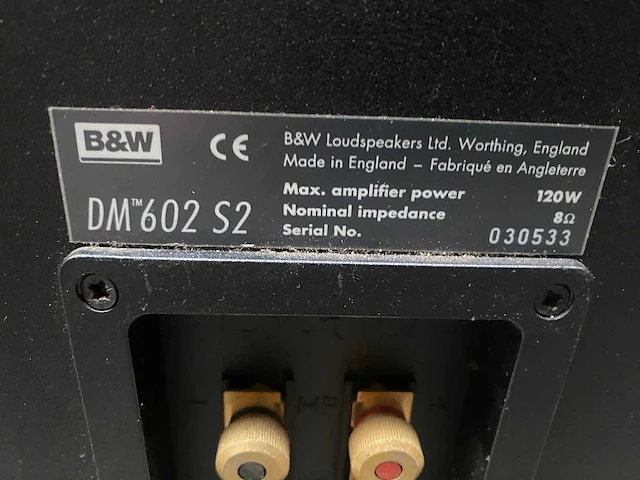 B&W
CE
DM™602 S2
B&W Loudspeakers Ltd. Worthing, England
Made in England – Fabriqué en Angleterre
Max. amplifier power 120W
Nominal impedance 8Ω
Serial No. 030533
– HF +